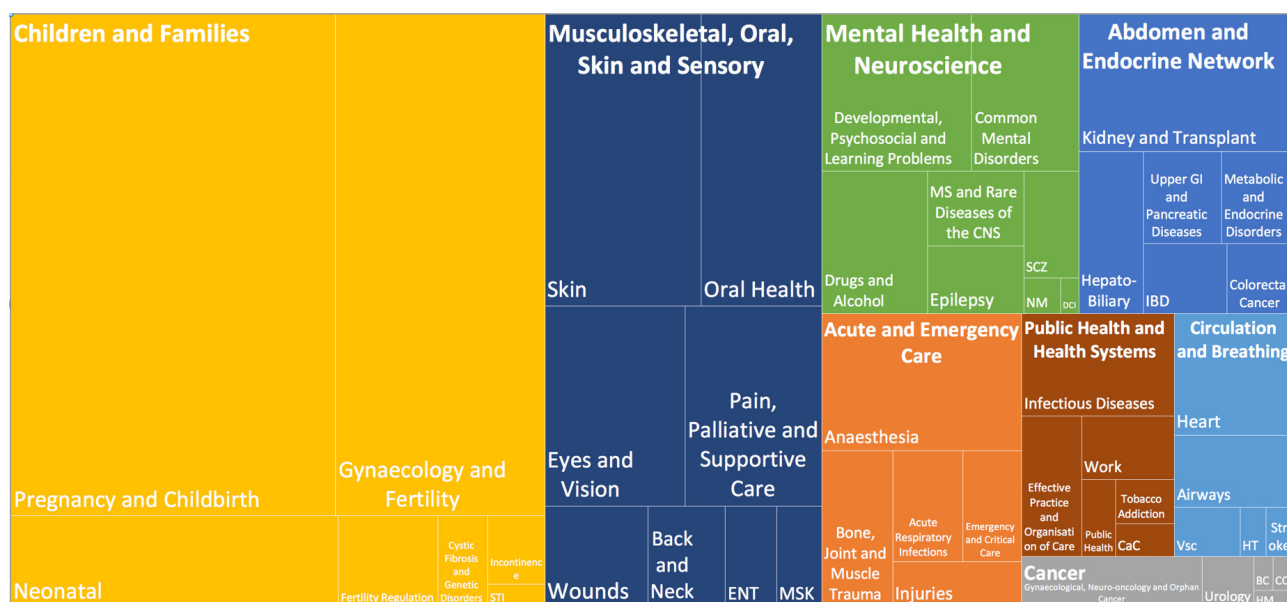 Children and Families
Pregnancy and Childbirth
Gynaecology and
Fertility
Neonatal
Fertility Regulation
Cystic
Fibrosis
and
Genetic
Disorders
Incontinenc
e
STI
Musculoskeletal, Oral,
Skin and Sensory
Skin
Oral Health
Eyes and
Vision
Pain,
Palliative and
Supportive
Care
Wounds
Back
and
Neck
ENT
MSK
Mental Health and
Neuroscience
Developmental,
Psychosocial and
Learning Problems
Common
Mental
Disorders
Drugs and
Alcohol
MS and Rare
Diseases of
the CNS
Epilepsy
SCZ
NM
DCI
Abdomen and
Endocrine Network
Kidney and Transplant
Hepato-
Biliary
Upper GI
and
Pancreatic
Diseases
Metabolic
and
Endocrine
Disorders
IBD
Colorecta
Cancer
Acute and Emergency
Care
Anaesthesia
Bone,
Joint and
Muscle
Trauma
Acute
Respiratory
Infections
Emergency
and Critical
Care
Injuries
Public Health and
Health Systems
Infectious Diseases
Effective
Practice
and
Organisati
on of Care
Work
Public
Health
Tobacco
Addiction
CaC
Circulation
and Breathing
Heart
Airways
Vsc
HT
Str
oke
Cancer
Gynaecological, Neuro-oncology and Orphan
Cancer
Urology
BC
CC
HM